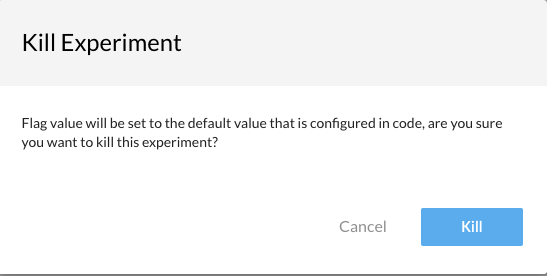 Kill Experiment
Flag value will be set to the default value that is configured in code, are you sure
you want to kill this experiment?
Cancel
Kill